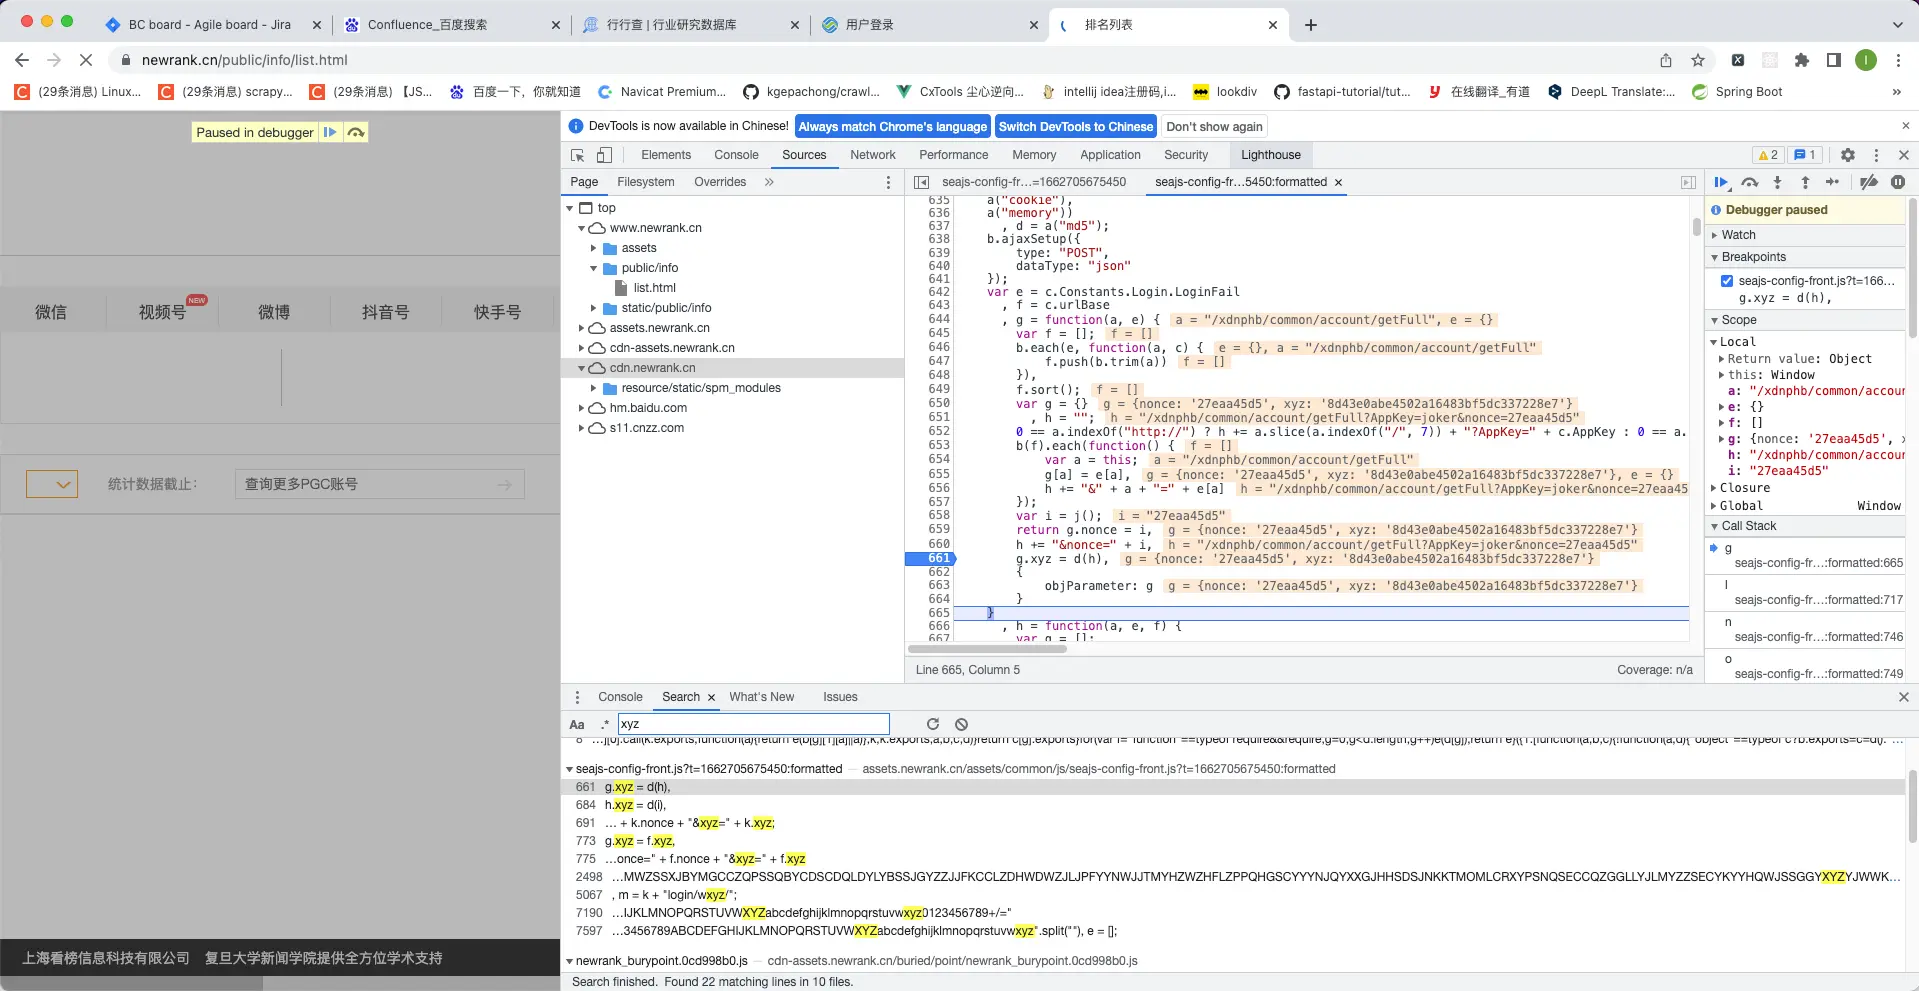 BC board - Agile board - Jira
Confluence_百度搜索
行行查 | 行业研究数据库
用户登录
排名列表
newrank.cn/public/info/list.html
(29条消息) Linux...
(29条消息) scrapy...
(29条消息) 【JS...
百度一下，你就知道
Navicat Premium...
kgepachong/crawl...
CxTools 尘心逆向...
intellij idea注册码,i...
lookdiv
fastapi-tutorial/tut...
在线翻译_有道
DeepL Translate:...
Spring Boot
»
Paused in debugger
DevTools is now available in Chinese!
Always match Chrome's language
Switch DevTools to Chinese
Don't show again
Elements
Console
Sources
Network
Performance
Memory
Application
Security
Lighthouse
2
1
Page
Filesystem
Overrides
»
seajs-config-fr...=1662705675450
seajs-config-fr...5450:formatted
top
www.newrank.cn
assets
public/info
list.html
static/public/info
assets.newrank.cn
cdn-assets.newrank.cn
cdn.newrank.cn
resource/static/spm_modules
hm.baidu.com
s11.cnzz.com
微信
视频号
NEW
微博
抖音号
快手号
统计数据截止：
查询更多PGC账号
上海看榜信息科技有限公司 复旦大学新闻学院提供全方位学术支持
635 a("cookie"),
636 a("memory"))
637 , d = a("md5");
638 b.ajaxSetup({
639 type: "POST",
640 dataType: "json"
641 });
642 var e = c.Constants.Login.LoginFail
643 , f = c.urlBase
644 , g = function(a, e) { a = "/xdnphb/common/account/getFull", e = {}
645 var f = []; f = []
646 b.each(e, function(a, c) { e = {}, a = "/xdnphb/common/account/getFull"
647 f.push(b.trim(a)) f = []
648 }),
649 f.sort(); f = []
650 var g = {} g = {nonce: '27eaa45d5', xyz: '8d43e0abe4502a16483bf5dc337228e7'}
651 , h = ""; h = "/xdnphb/common/account/getFull?AppKey=joker&nonce=27eaa45d5"
652 0 == a.indexOf("http://") ? h += a.slice(a.indexOf("/", 7)) + "?AppKey=" + c.AppKey : 0 == a.
653 b(f).each(function() { f = []
654 var a = this; a = "/xdnphb/common/account/getFull"
655 g[a] = e[a], g = {nonce: '27eaa45d5', xyz: '8d43e0abe4502a16483bf5dc337228e7'}, e = {}
656 h += "&" + a + "=" + e[a] h = "/xdnphb/common/account/getFull?AppKey=joker&nonce=27eaa45
657 });
658 var i = j(); i = "27eaa45d5"
659 return g.nonce = i, g = {nonce: '27eaa45d5', xyz: '8d43e0abe4502a16483bf5dc337228e7'}
660 h += "&nonce=" + i, h = "/xdnphb/common/account/getFull?AppKey=joker&nonce=27eaa45d5"
661 g.xyz = d(h), g = {nonce: '27eaa45d5', xyz: '8d43e0abe4502a16483bf5dc337228e7'}
662 {
663 objParameter: g g = {nonce: '27eaa45d5', xyz: '8d43e0abe4502a16483bf5dc337228e7'}
664 }
665 }
666 , h = function(a, e, f) {
667 var g = [];
Line 665, Column 5
Coverage: n/a
Debugger paused
Watch
Breakpoints
seajs-config-front.js?t=166...
g.xyz = d(h),
Scope
Local
Return value: Object
this: Window
a: "/xdnphb/common/accour
e: {}
f: []
g: {nonce: '27eaa45d5',
h: "/xdnphb/common/accour
i: "27eaa45d5"
Closure
Global Window
Call Stack
g
seajs-config-fr...:formatted:665
l
seajs-config-fr...:formatted:717
n
seajs-config-fr...:formatted:746
o
seajs-config-fr...:formatted:749
Console
Search
What's New
Issues
Aa
.*
xyz
seajs-config-front.js?t=1662705675450:formatted — assets.newrank.cn/assets/common/js/seajs-config-front.js?t=1662705675450:formatted
661 g.xyz = d(h),
684 h.xyz = d(i),
691 ... + k.nonce + "&xyz=" + k.xyz;
773 g.xyz = f.xyz,
775 ...once=" + f.nonce + "&xyz=" + f.xyz
2498 ...MWZSSXJBYMGCCZQPSSQBYCDSCDQLDYLYBSSJGYZZJJFKCCLZDHWDWZJLJPFYYNWJJTMYHZWZHFLZPPQHGSCYYYNJQYXXGJHHSDSJNKKTMOMLCRXYPSNQSECCQZGGLLYJLMYZZSECYKYYHQWJSSGGYXYZYJWWK...
5067 , m = k + "login/wxyz/";
7190 ...IJKLMNOPQRSTUVWXYZabcdefghijklmnopqrstuvwxyz0123456789+/="
7597 ...3456789ABCDEFGHIJKLMNOPQRSTUVWXYZabcdefghijklmnopqrstuvwxyz".split(""), e = [];
newrank_burypoint.0cd998b0.js — cdn-assets.newrank.cn/buried/point/newrank_burypoint.0cd998b0.js
Search finished. Found 22 matching lines in 10 files.